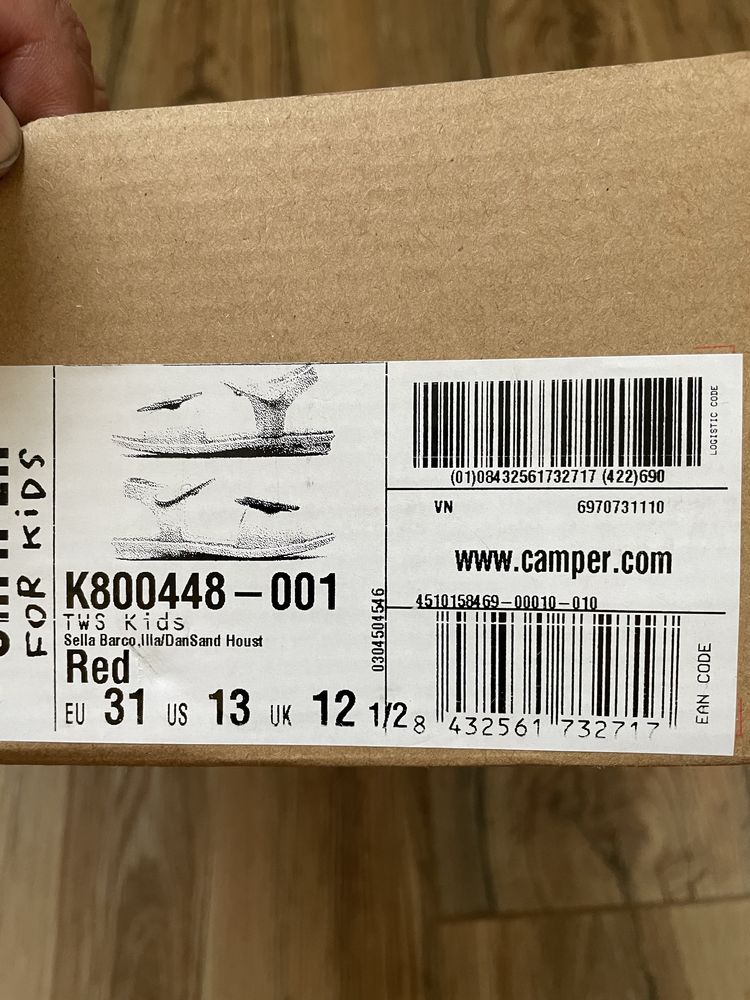 FOR KiDS
K800448-001
TWS Kids
Sella Barco,Illa/DanSand Houst
Red
EU 31 US 13 UK 12 1/2
0304504546
(01)08432561732717 (422)690
LOGISTIC CODE
VN 6970731110
www.camper.com
4510158469-00010-010
8 432561 732717
EAN CODE